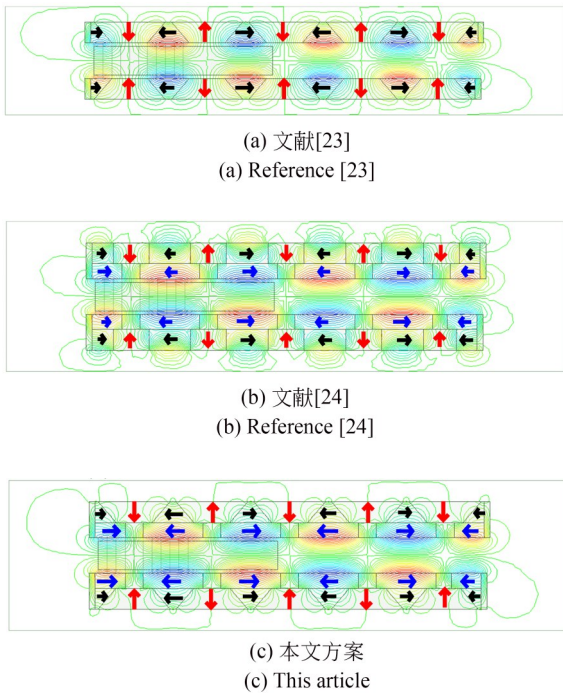 (a) 文献[23]
(a) Reference [23]
(b) 文献[24]
(b) Reference [24]
(c) 本文方案
(c) This article